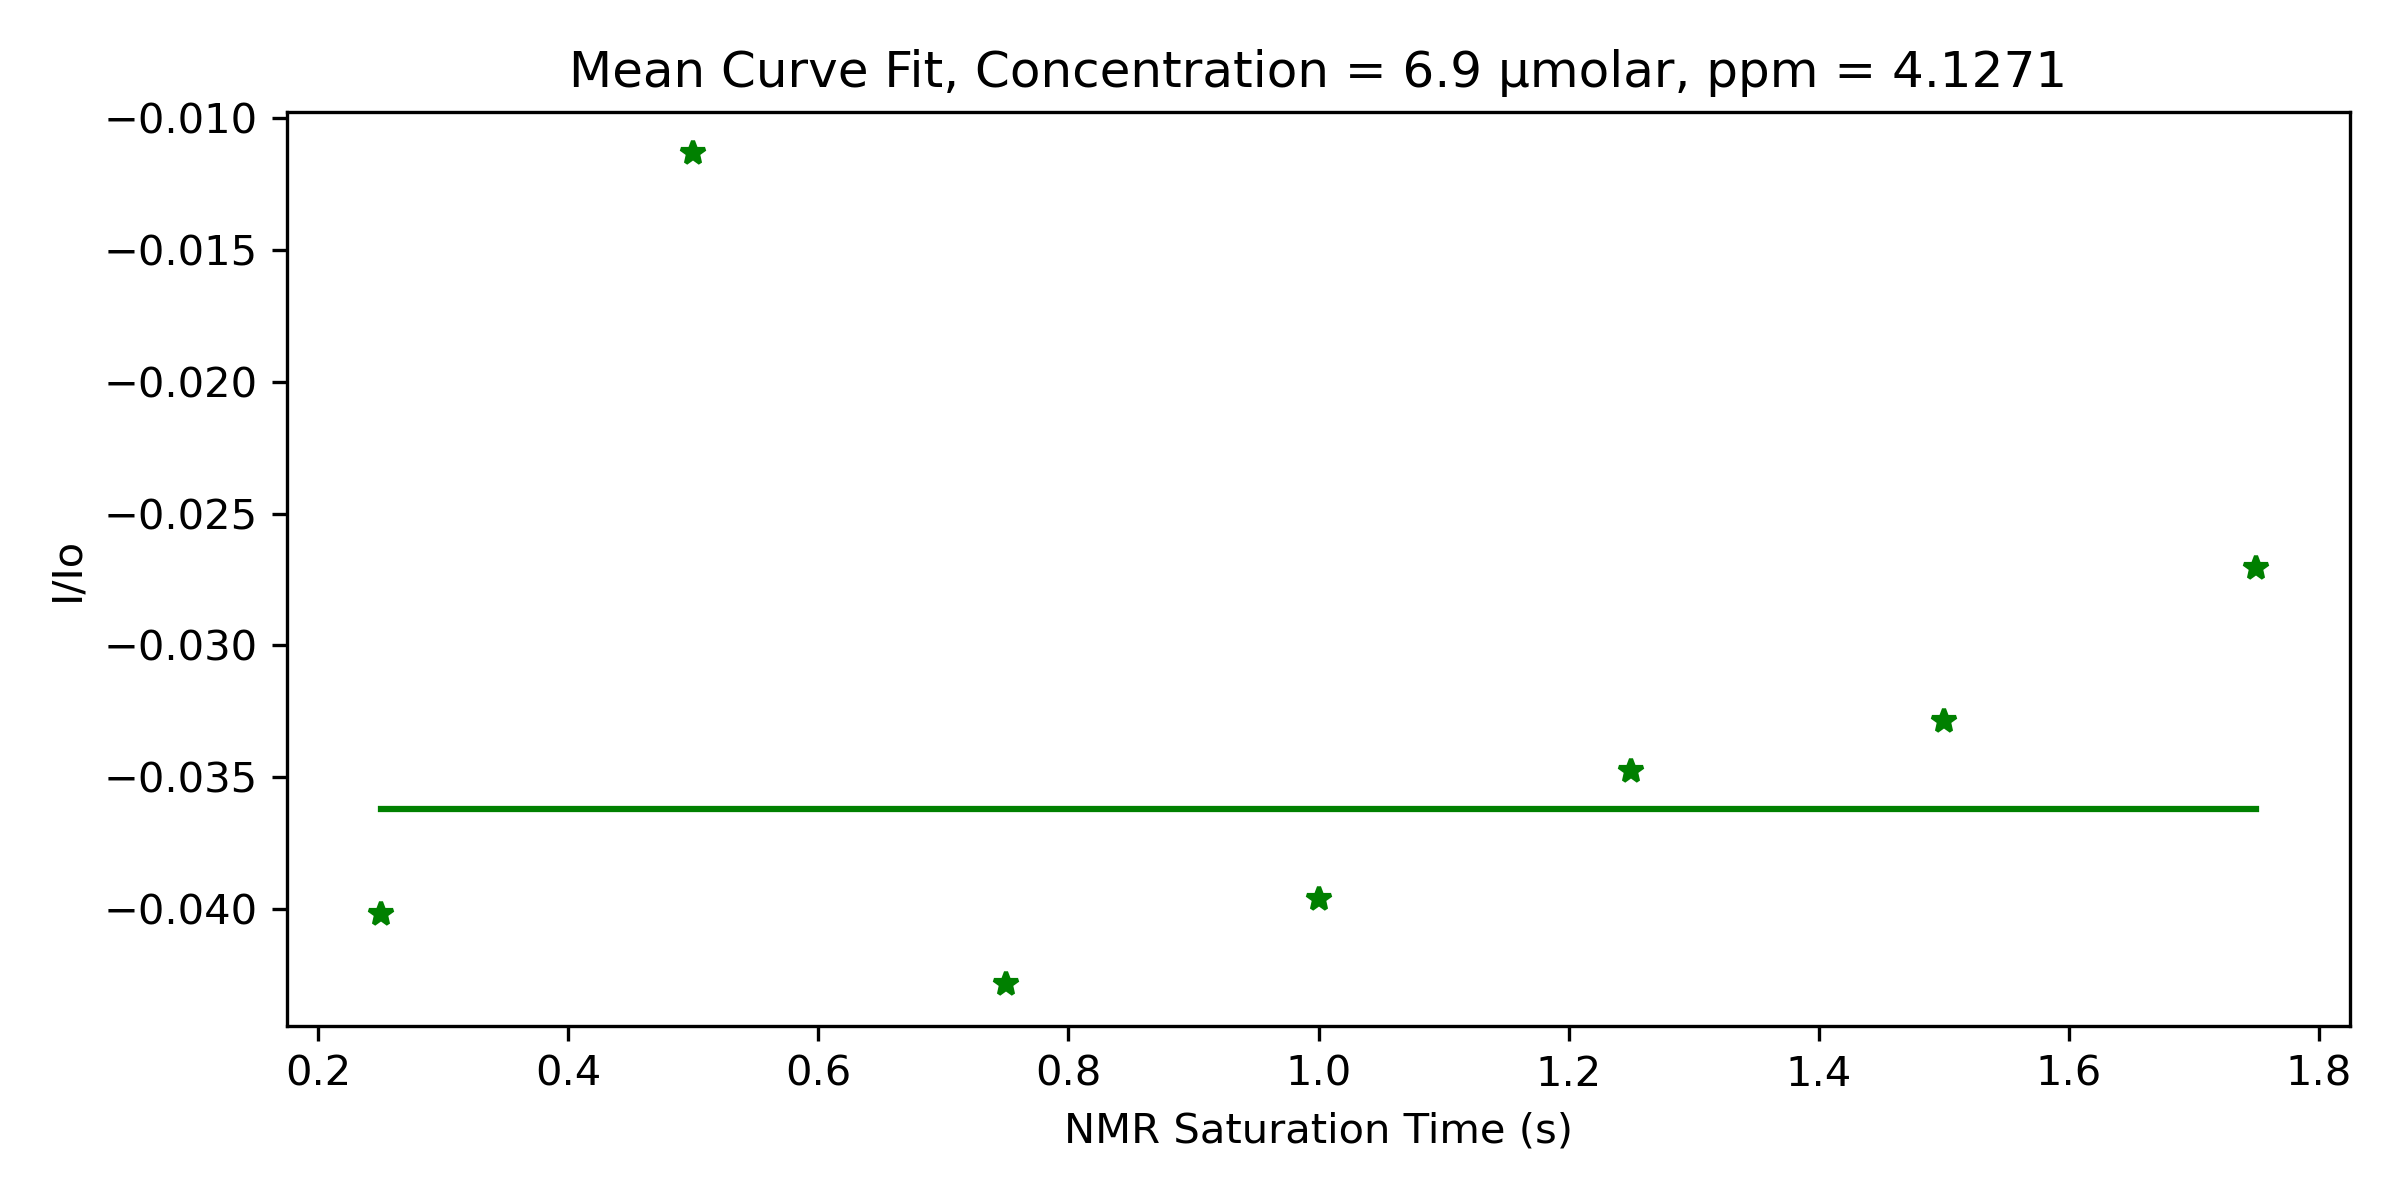 Mean Curve Fit, Concentration = 6.9 µmolar, ppm = 4.1271
−0.010
−0.015
−0.020
−0.025
−0.030
−0.035
−0.040
I/Io
0.2 0.4 0.6 0.8 1.0 1.2 1.4 1.6 1.8
NMR Saturation Time (s)